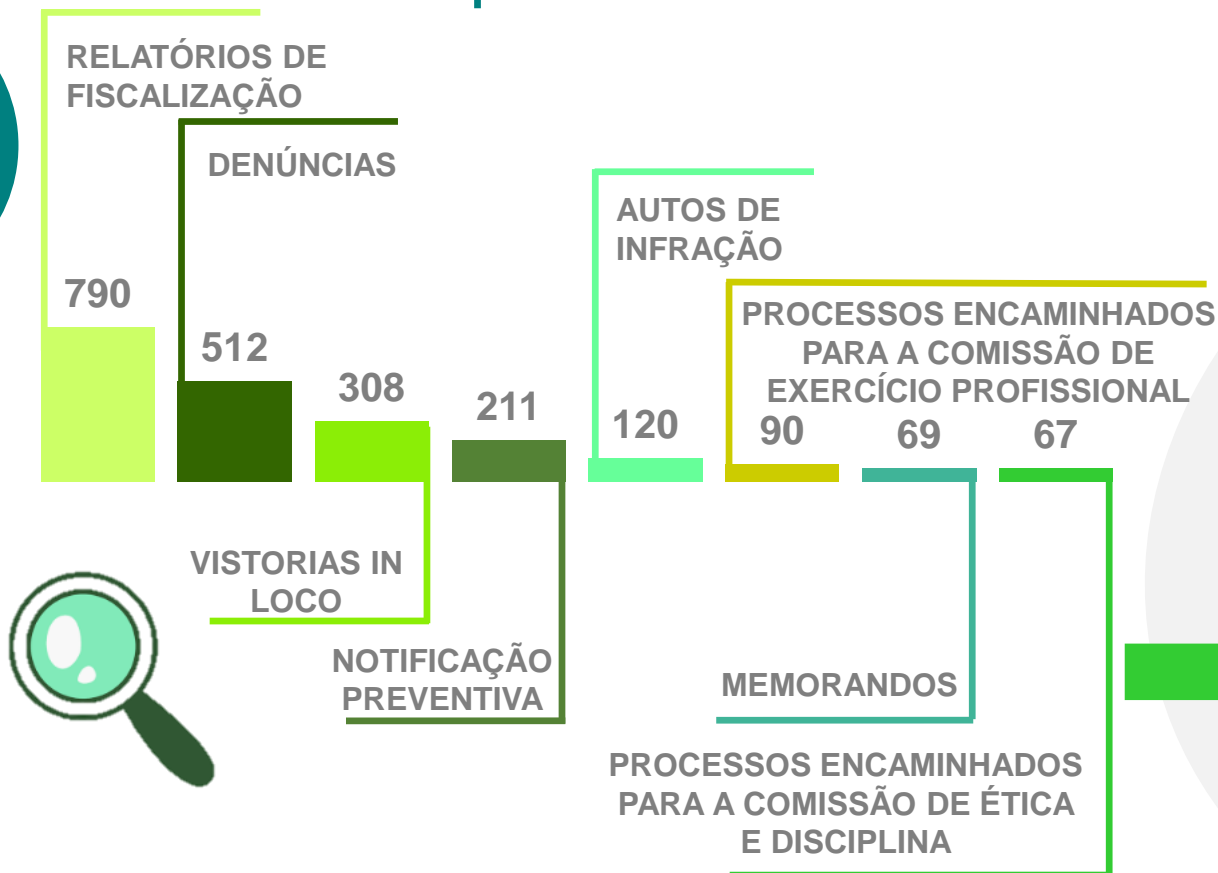 RELATÓRIOS DE
FISCALIZAÇÃO
DENÚNCIAS
AUTOS DE
INFRAÇÃO
790
PROCESSOS ENCAMINHADOS
PARA A COMISSÃO DE
EXERCÍCIO PROFISSIONAL
512
308
211
120
90
69
67
VISTORIAS IN
LOCO
NOTIFICAÇÃO
PREVENTIVA
MEMORANDOS
PROCESSOS ENCAMINHADOS
PARA A COMISSÃO DE ÉTICA
E DISCIPLINA